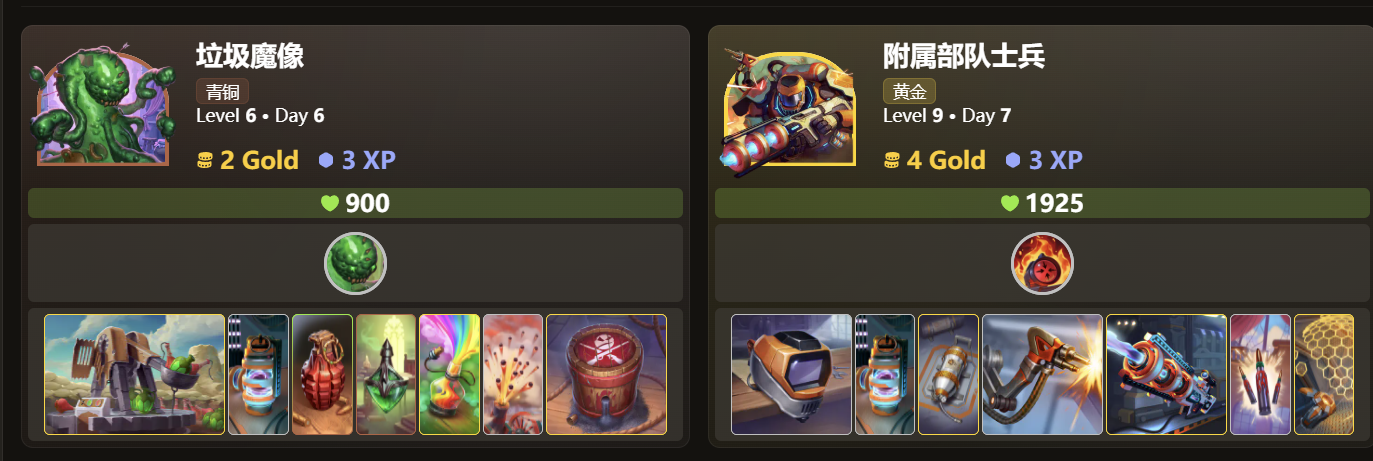 垃圾魔像
青铜
Level 6 • Day 6
2 Gold 3 XP
900
附属部队士兵
黄金
Level 9 • Day 7
4 Gold 3 XP
1925